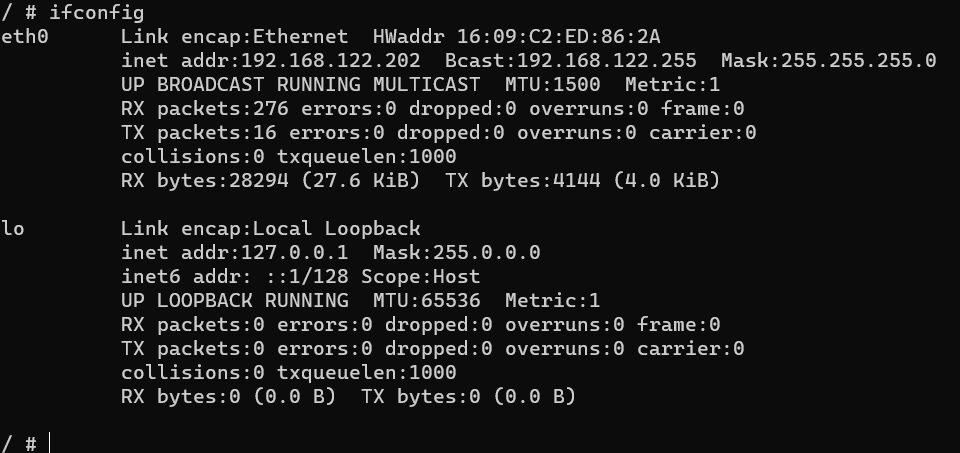 / # ifconfig
eth0      Link encap:Ethernet  HWaddr 16:09:C2:ED:86:2A
          inet addr:192.168.122.202  Bcast:192.168.122.255  Mask:255.255.255.0
          UP BROADCAST RUNNING MULTICAST  MTU:1500  Metric:1
          RX packets:276 errors:0 dropped:0 overruns:0 frame:0
          TX packets:16 errors:0 dropped:0 overruns:0 carrier:0
          collisions:0 txqueuelen:1000
          RX bytes:28294 (27.6 KiB)  TX bytes:4144 (4.0 KiB)

lo        Link encap:Local Loopback
          inet addr:127.0.0.1  Mask:255.0.0.0
          inet6 addr: ::1/128 Scope:Host
          UP LOOPBACK RUNNING  MTU:65536  Metric:1
          RX packets:0 errors:0 dropped:0 overruns:0 frame:0
          TX packets:0 errors:0 dropped:0 overruns:0 carrier:0
          collisions:0 txqueuelen:1000
          RX bytes:0 (0.0 B)  TX bytes:0 (0.0 B)

/ #